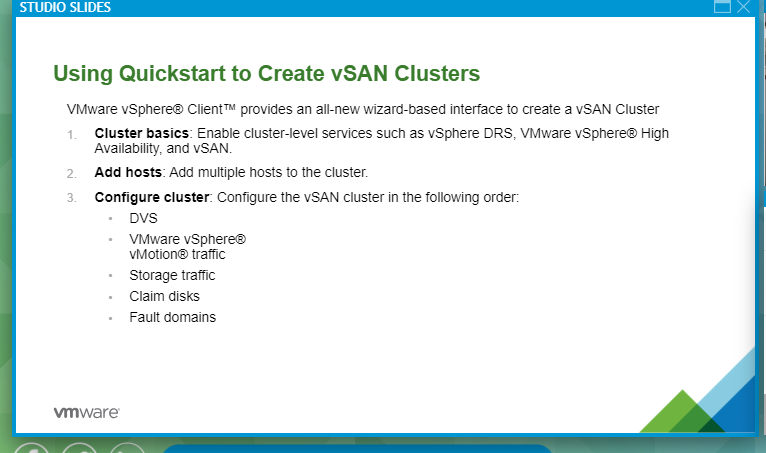 STUDIO SLIDES
Using Quickstart to Create vSAN Clusters
VMware vSphere® Client™ provides an all-new wizard-based interface to create a vSAN Cluster
1. Cluster basics: Enable cluster-level services such as vSphere DRS, VMware vSphere® High
Availability, and vSAN.
2. Add hosts: Add multiple hosts to the cluster.
3. Configure cluster: Configure the vSAN cluster in the following order:
• DVS
• VMware vSphere®
vMotion® traffic
• Storage traffic
• Claim disks
• Fault domains
vmware®